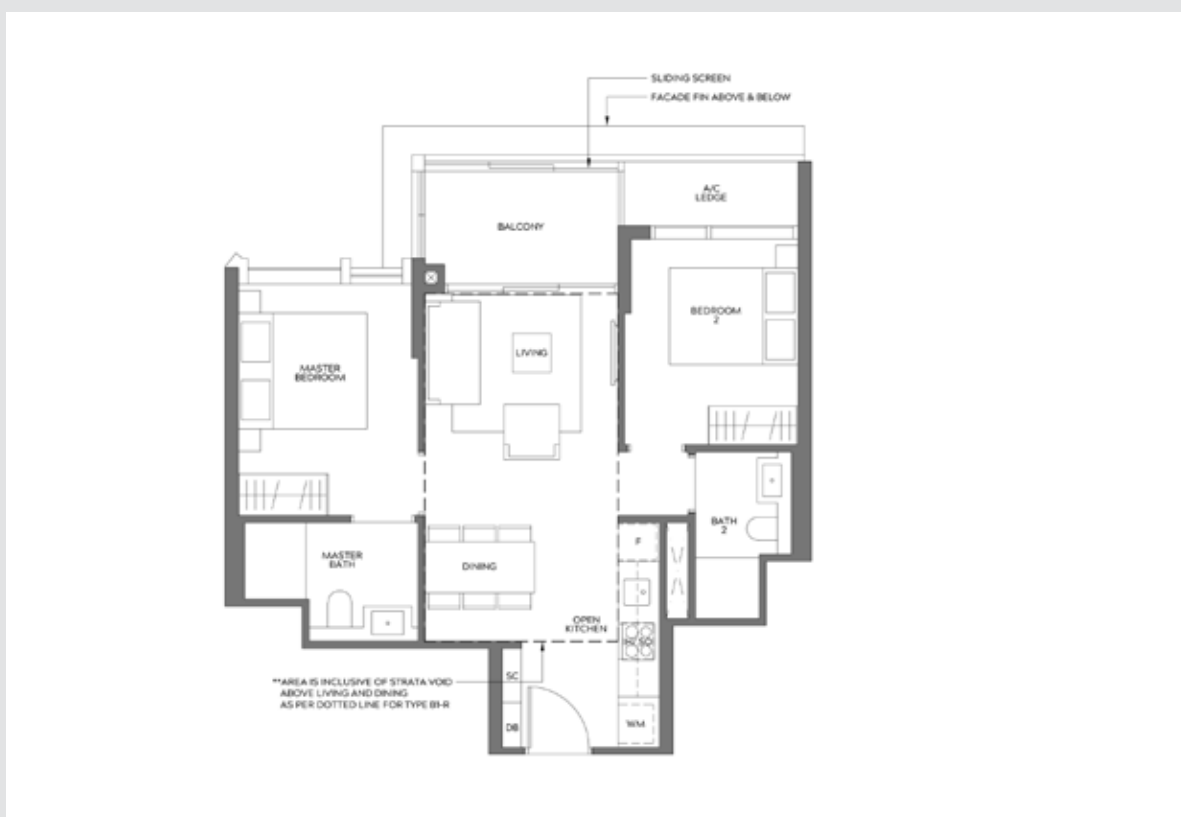 SLIDING SCREEN
FACADE FIN ABOVE & BELOW
A/C
LEDGE
BALCONY
BEDROOM
2
LIVING
MASTER
BEDROOM
BATH
2
F
MASTER
BATH
DINING
OPEN
KITCHEN
SC
**AREA IS INCLUSIVE OF STRATA VOID
ABOVE LIVING AND DINING
AS PER DOTTED LINE FOR TYPE B1-R
DB
WM